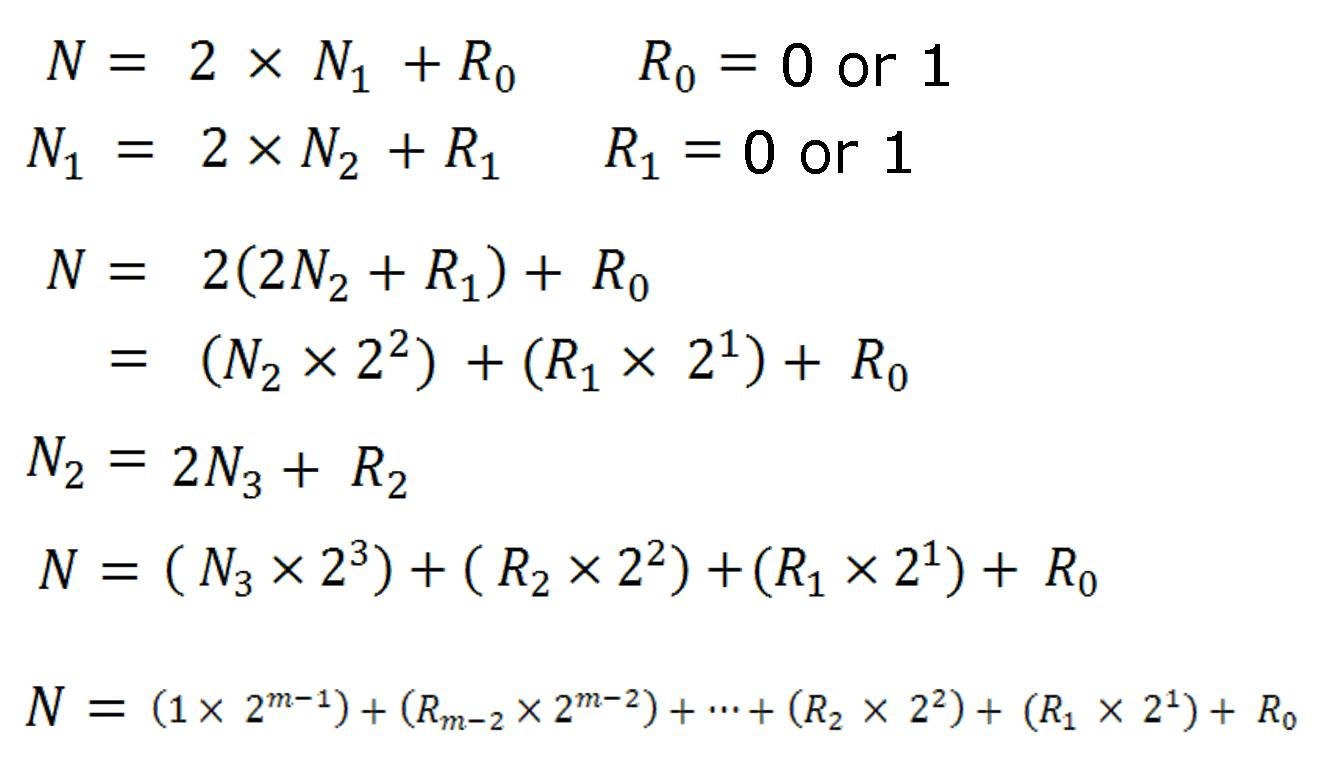 N = 2 × N₁ + R₀ R₀ = 0 or 1
N₁ = 2 × N₂ + R₁ R₁ = 0 or 1
N = 2(2N₂ + R₁) + R₀
= (N₂ × 2²) + (R₁ × 2¹) + R₀
N₂ = 2N₃ + R₂
N = ( N₃ × 2³) + ( R₂ × 2²) +(R₁ × 2¹) + R₀
N = (1 × 2ᵐ⁻¹) + (Rₘ₋₂ × 2ᵐ⁻²) + ⋯ + (R₂ × 2²) + (R₁ × 2¹) + R₀